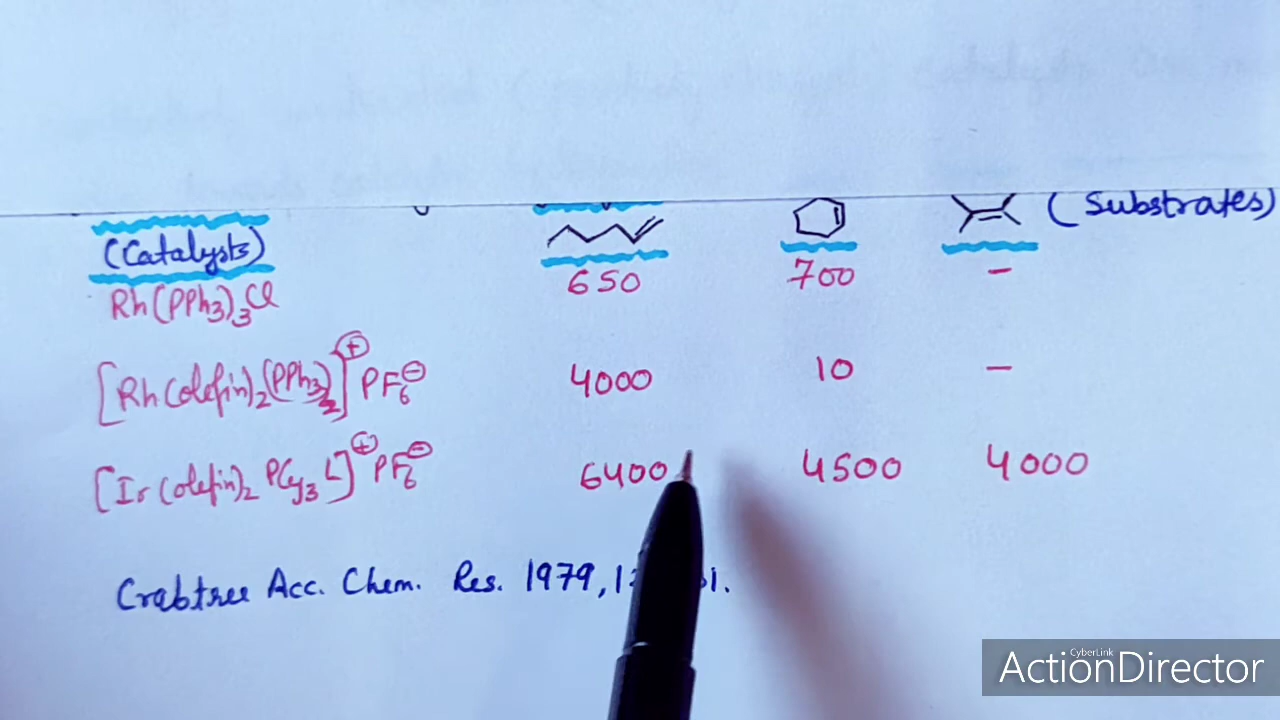 (Substrates)
(Catalysts)
Rh(PPh3)3Cl 650 700 –
[Rh(olefin)2(PPh3)2]⊕ PF6⊖ 4000 10 –
[Ir(olefin)2 PCy3 L]⊕ PF6⊖ 6400 4500 4000
Crabtree Acc. Chem. Res. 1979,
CyberLink
ActionDirector